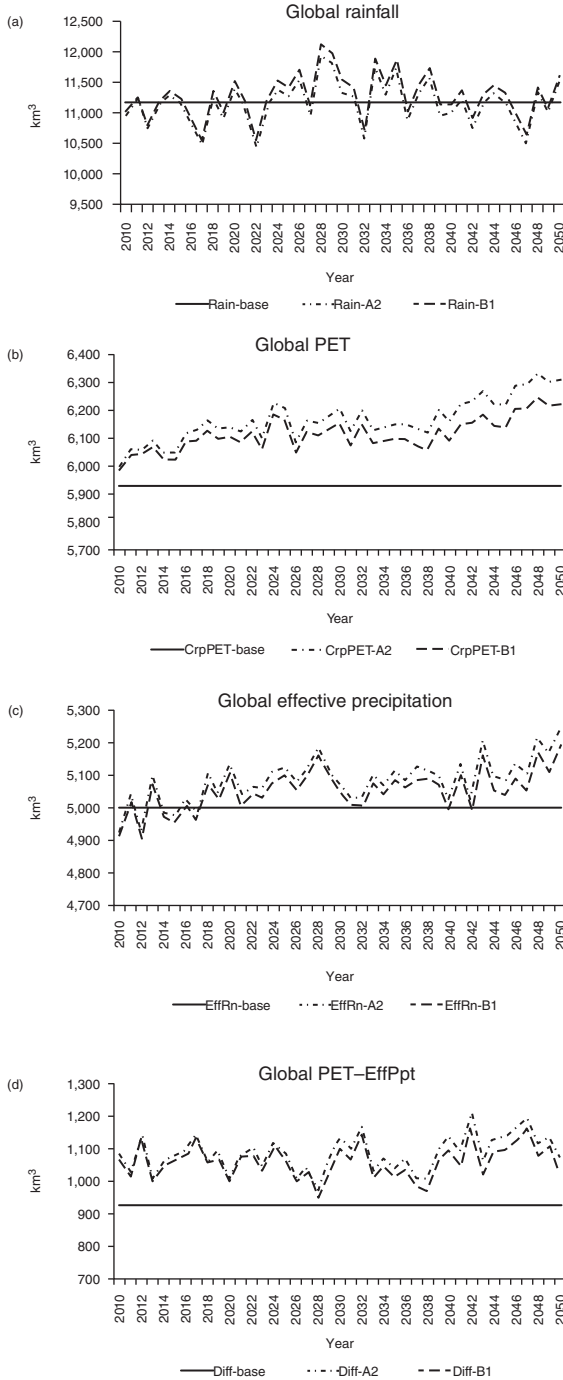 (a)
Global rainfall
12,500
12,000
11,500
11,000
10,500
10,000
9,500
km³
2010 2012 2014 2016 2018 2020 2022 2024 2026 2028 2030 2032 2034 2036 2038 2040 2042 2044 2046 2048 2050
Year
Rain-base Rain-A2 Rain-B1
(b)
Global PET
6,400
6,300
6,200
6,100
6,000
5,900
5,800
5,700
km³
2010 2012 2014 2016 2018 2020 2022 2024 2026 2028 2030 2032 2034 2036 2038 2040 2042 2044 2046 2048 2050
Year
CrpPET-base CrpPET-A2 CrpPET-B1
(c)
Global effective precipitation
5,300
5,200
5,100
5,000
4,900
4,800
4,700
km³
2010 2012 2014 2016 2018 2020 2022 2024 2026 2028 2030 2032 2034 2036 2038 2040 2042 2044 2046 2048 2050
Year
EffRn-base EffRn-A2 EffRn-B1
(d)
Global PET–EffPpt
1,300
1,200
1,100
1,000
900
800
700
km³
2010 2012 2014 2016 2018 2020 2022 2024 2026 2028 2030 2032 2034 2036 2038 2040 2042 2044 2046 2048 2050
Year
Diff-base Diff-A2 Diff-B1